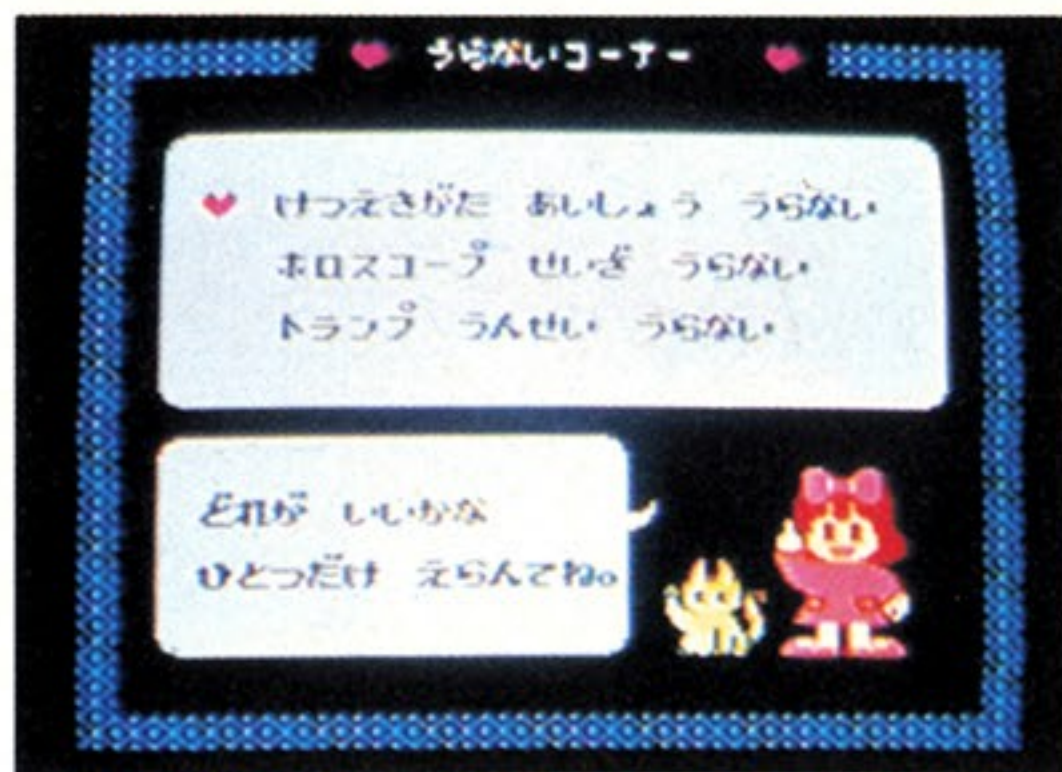 うらないコーナー
けつえきがた あいしょう うらない
ホロスコープ せいざ うらない
トランプ うんせい うらない
どれが いいかな
ひとつだけ えらんでね。